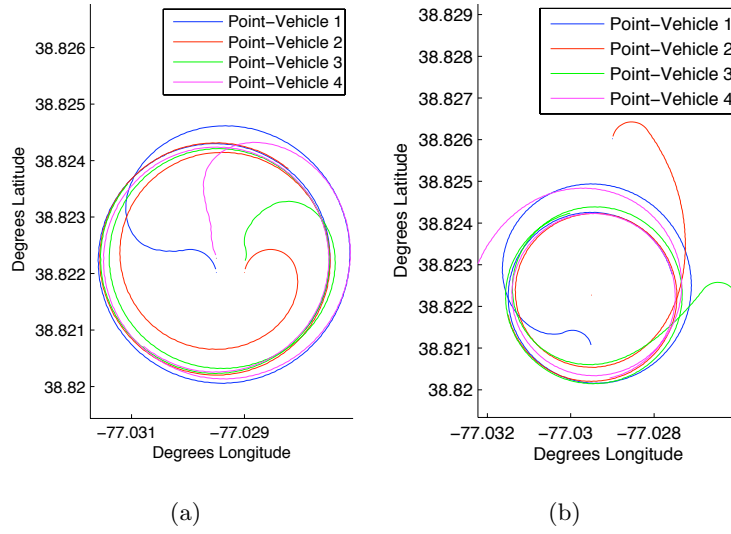 Point-Vehicle 1
Point-Vehicle 2
Point-Vehicle 3
Point-Vehicle 4
38.826
38.825
38.824
38.823
38.822
38.821
38.82
Degrees Latitude
-77.031
-77.029
Degrees Longitude
(a)
Point-Vehicle 1
Point-Vehicle 2
Point-Vehicle 3
Point-Vehicle 4
38.829
38.828
38.827
38.826
38.825
38.824
38.823
38.822
38.821
38.82
Degrees Latitude
-77.032
-77.03
-77.028
Degrees Longitude
(b)